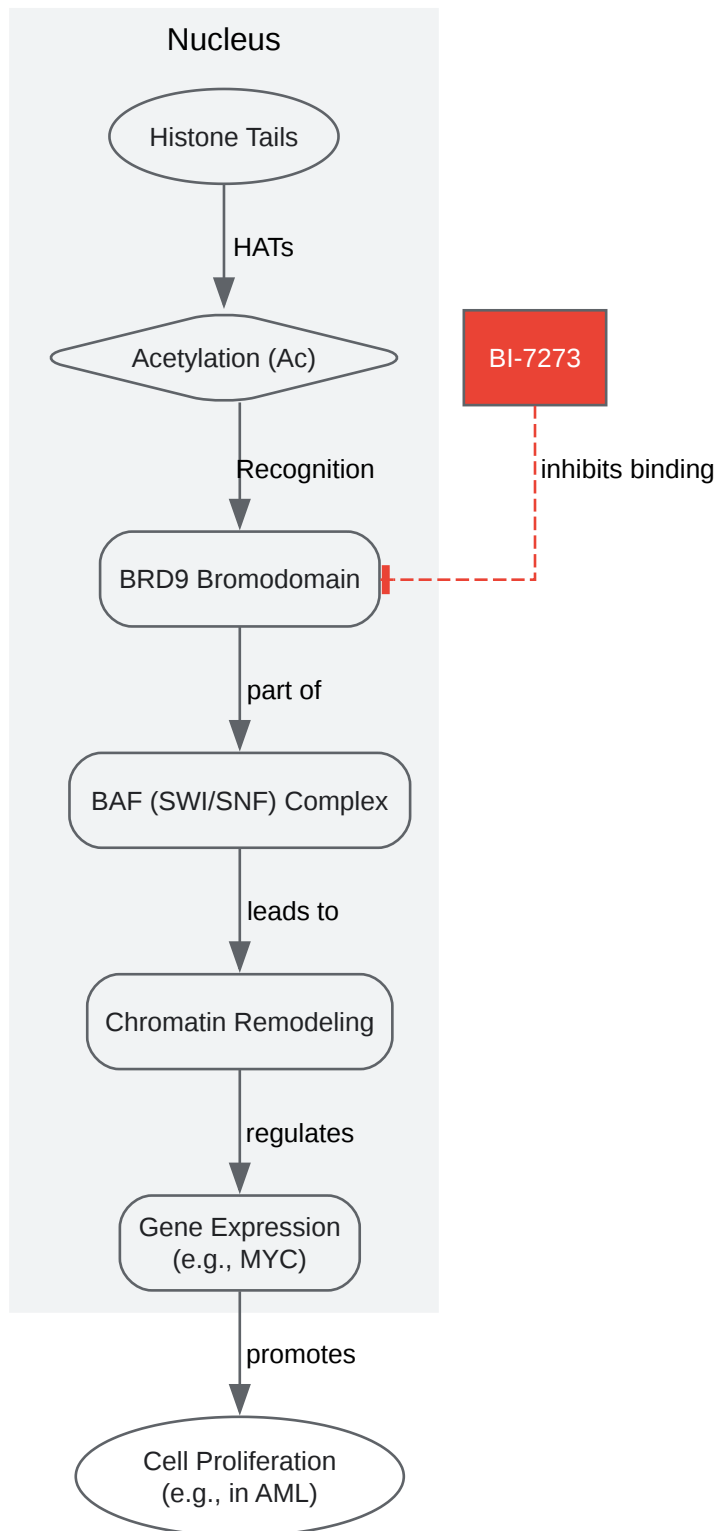 Nucleus
Histone Tails
HATs
Acetylation (Ac)
BI-7273
Recognition
inhibits binding
BRD9 Bromodomain
part of
BAF (SWI/SNF) Complex
leads to
Chromatin Remodeling
regulates
Gene Expression
(e.g., MYC)
promotes
Cell Proliferation
(e.g., in AML)